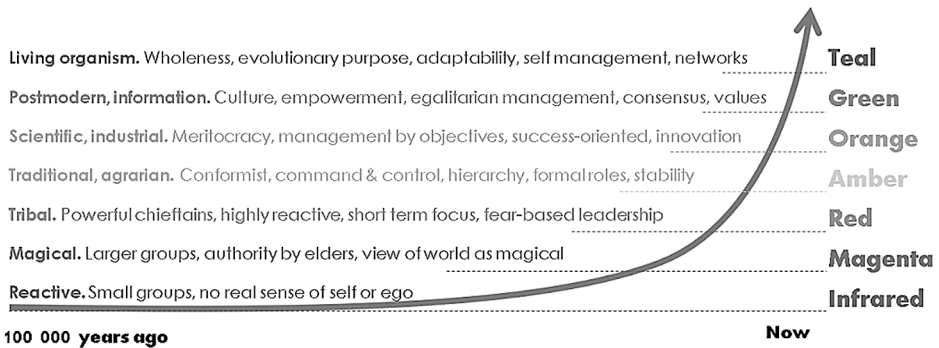 Living organism. Wholeness, evolutionary purpose, adaptability, self management, networks Teal
Postmodern, information. Culture, empowerment, egalitarian management, consensus, values Green
Scientific, industrial. Meritocracy, management by objectives, success-oriented, innovation Orange
Traditional, agrarian. Conformist, command & control, hierarchy, formal roles, stability Amber
Tribal. Powerful chieftains, highly reactive, short term focus, fear-based leadership Red
Magical. Larger groups, authority by elders, view of world as magical Magenta
Reactive. Small groups, no real sense of self or ego Infrared
100 000 years ago Now